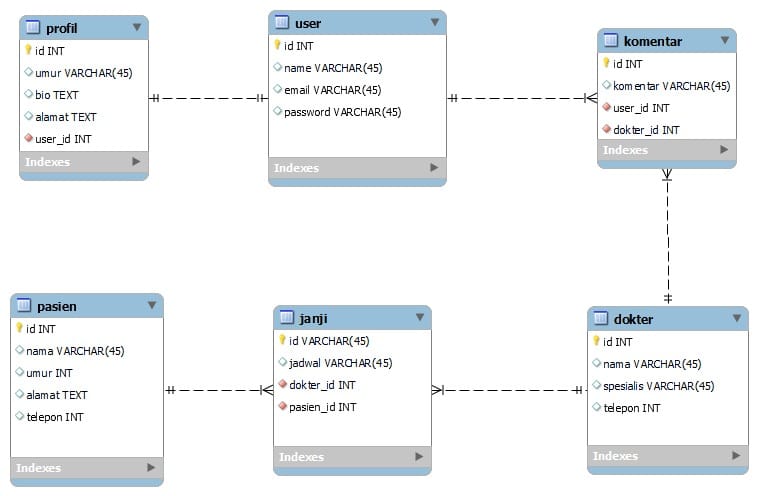 profil
id INT
umur VARCHAR(45)
bio TEXT
alamat TEXT
user_id INT
Indexes
user
id INT
name VARCHAR(45)
email VARCHAR(45)
password VARCHAR(45)
Indexes
komentar
id INT
komentar VARCHAR(45)
user_id INT
dokter_id INT
Indexes
pasien
id INT
nama VARCHAR(45)
umur INT
alamat TEXT
telepon INT
Indexes
janji
id VARCHAR(45)
jadwal VARCHAR(45)
dokter_id INT
pasien_id INT
Indexes
dokter
id INT
nama VARCHAR(45)
spesialis VARCHAR(45)
telepon INT
Indexes